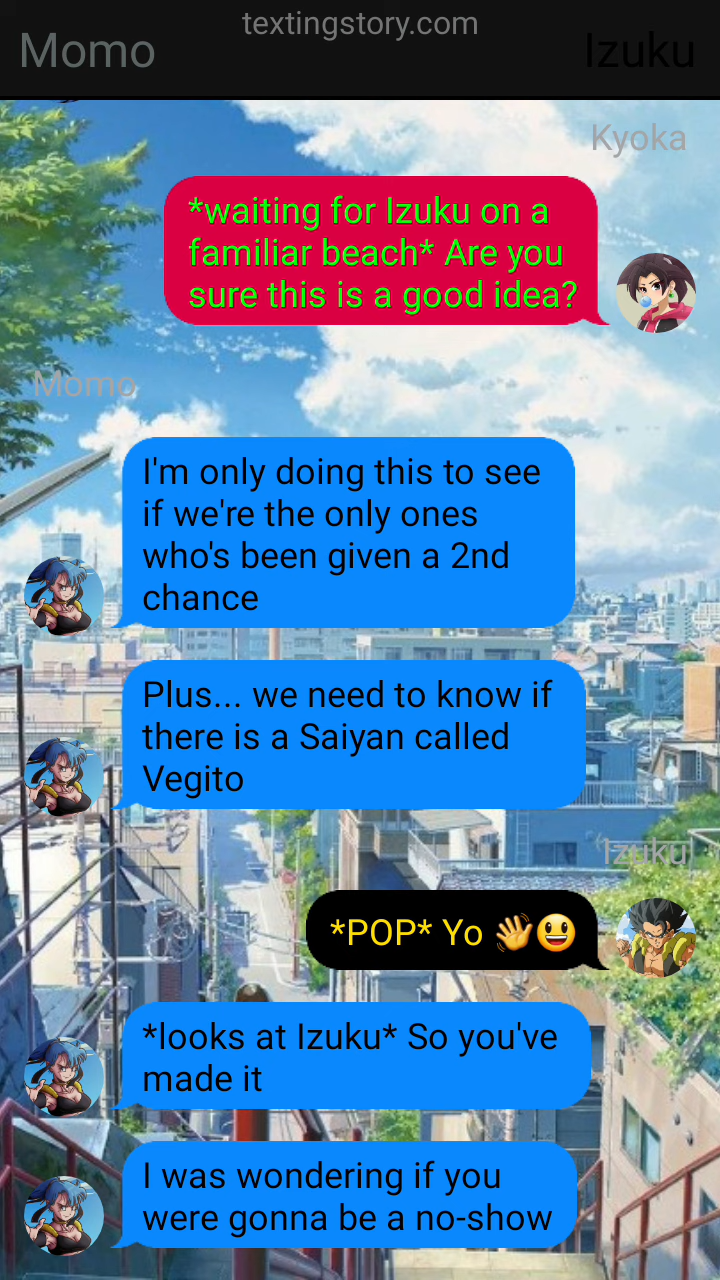 textingstory.com
Momo
Izuku
Kyoka
*waiting for Izuku on a
familiar beach* Are you
sure this is a good idea?
Momo
I'm only doing this to see
if we're the only ones
who's been given a 2nd
chance
Plus... we need to know if
there is a Saiyan called
Vegito
Izuku
*POP* Yo 👋😃
*looks at Izuku* So you've
made it
I was wondering if you
were gonna be a no-show